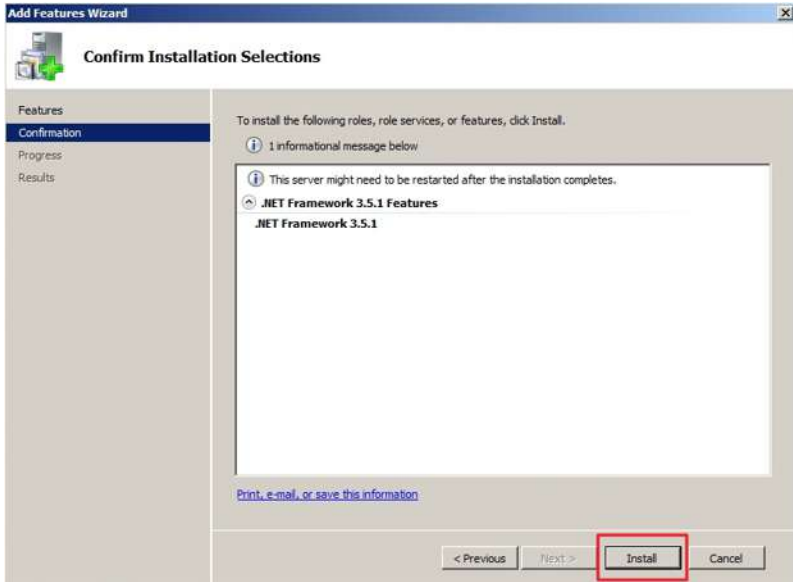 Add Features Wizard
Confirm Installation Selections
Features
Confirmation
Progress
Results
To install the following roles, role services, or features, click Install.
1 informational message below
This server might need to be restarted after the installation completes.
.NET Framework 3.5.1 Features
.NET Framework 3.5.1
Print, e-mail, or save this information
< Previous Next > Install Cancel